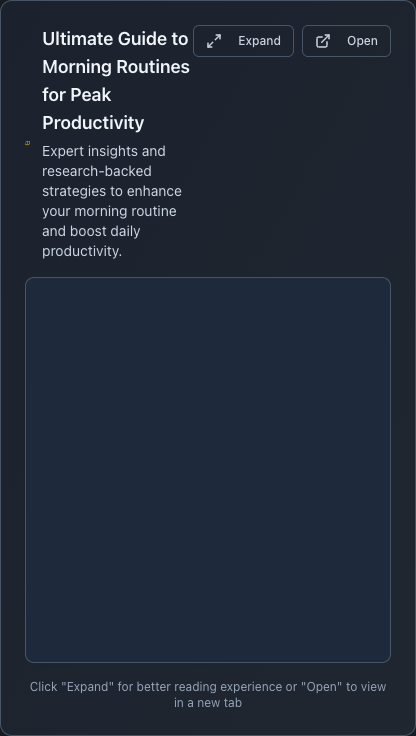 Ultimate Guide to
Morning Routines
for Peak
Productivity
Expand
Open
Expert insights and
research-backed
strategies to enhance
your morning routine
and boost daily
productivity.
Click "Expand" for better reading experience or "Open" to view
in a new tab